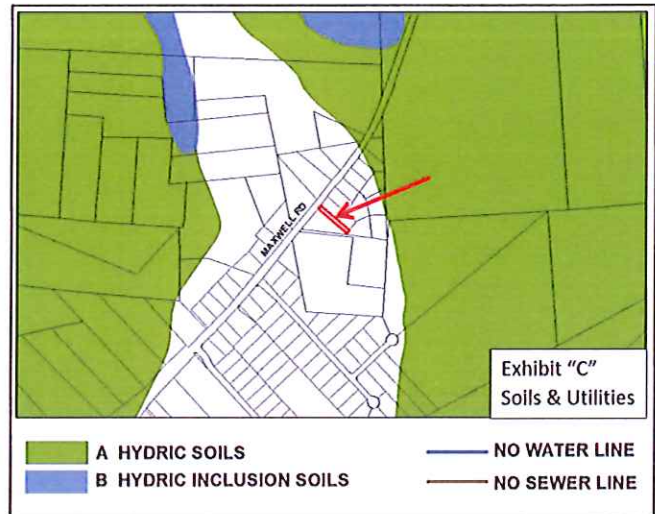 MAXWELL RD
Exhibit "C"
Soils & Utilities
A HYDRIC SOILS
B HYDRIC INCLUSION SOILS
NO WATER LINE
NO SEWER LINE